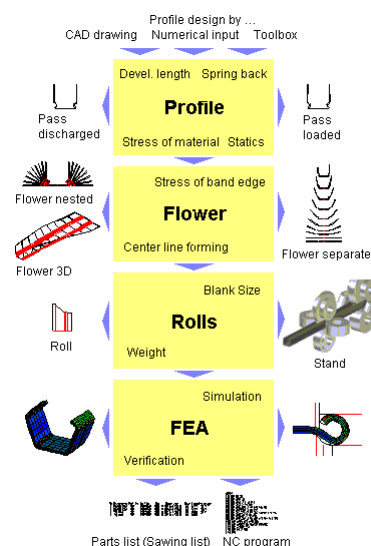 Profile design by ...
CAD drawing Numerical input Toolbox
Devel. length Spring back
Profile
Pass discharged
Pass loaded
Stress of material Statics
Stress of band edge
Flower nested
Flower
Flower separate
Center line forming
Flower 3D
Blank Size
Rolls
Roll
Stand
Weight
Simulation
FEA
Verification
Parts list (Sawing list) NC program